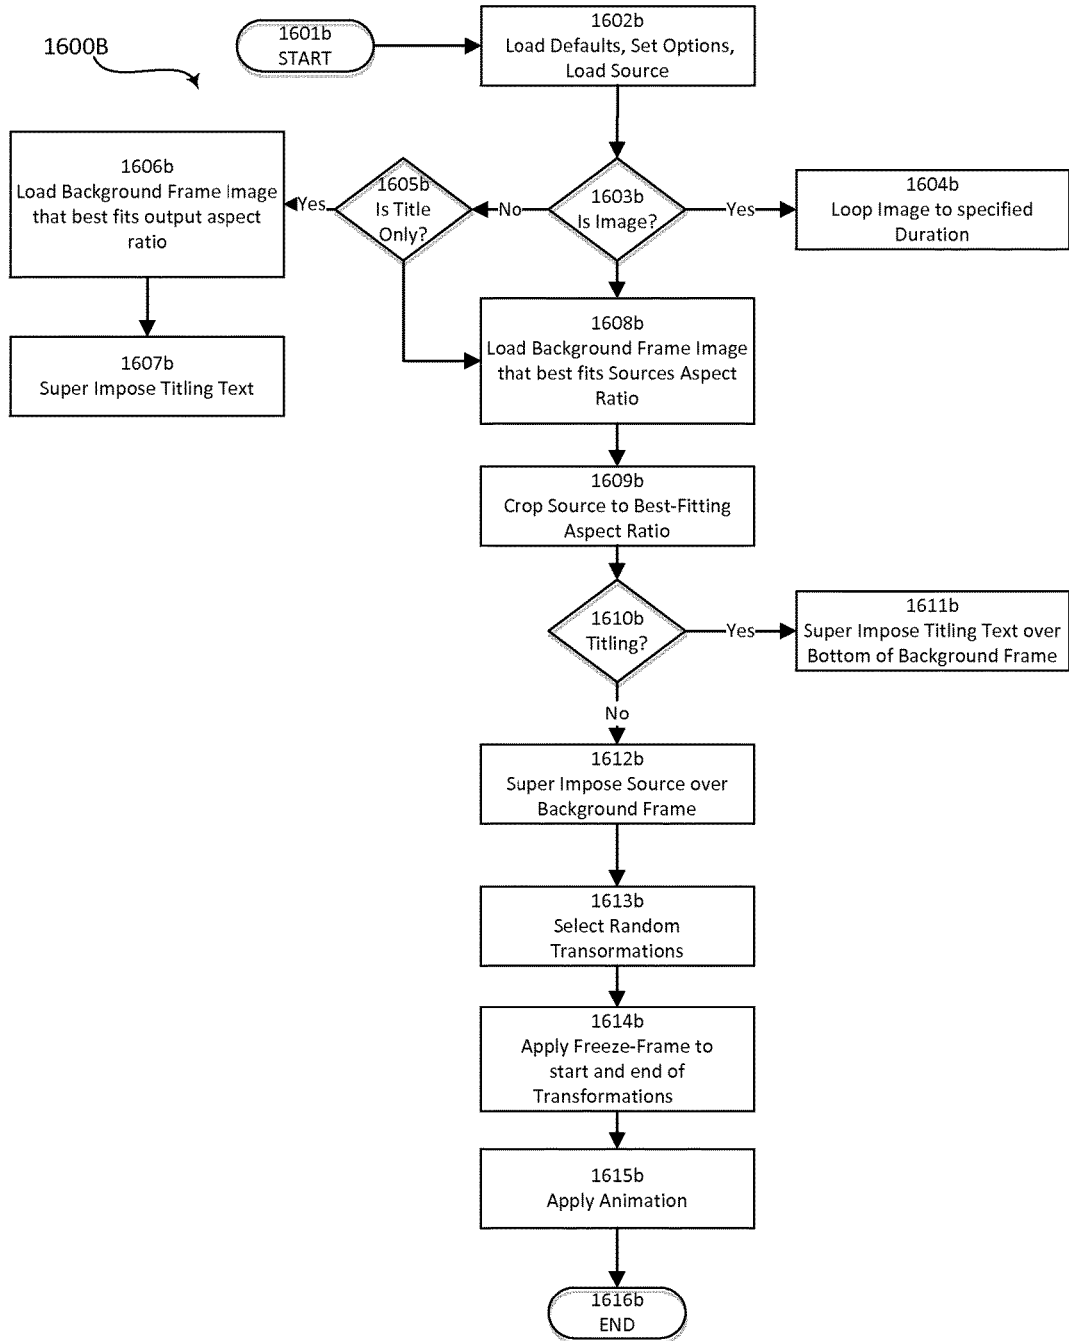 1600B
1601b
START
1602b
Load Defaults, Set Options,
Load Source
1603b
Is Image?
Yes
1604b
Loop Image to specified
Duration
No
1605b
Is Title
Only?
Yes
1606b
Load Background Frame Image
that best fits output aspect
ratio
1607b
Super Impose Titling Text
1608b
Load Background Frame Image
that best fits Sources Aspect
Ratio
1609b
Crop Source to Best-Fitting
Aspect Ratio
1610b
Titling?
Yes
1611b
Super Impose Titling Text over
Bottom of Background Frame
No
1612b
Super Impose Source over
Background Frame
1613b
Select Random
Transormations
1614b
Apply Freeze-Frame to
start and end of
Transformations
1615b
Apply Animation
1616b
END